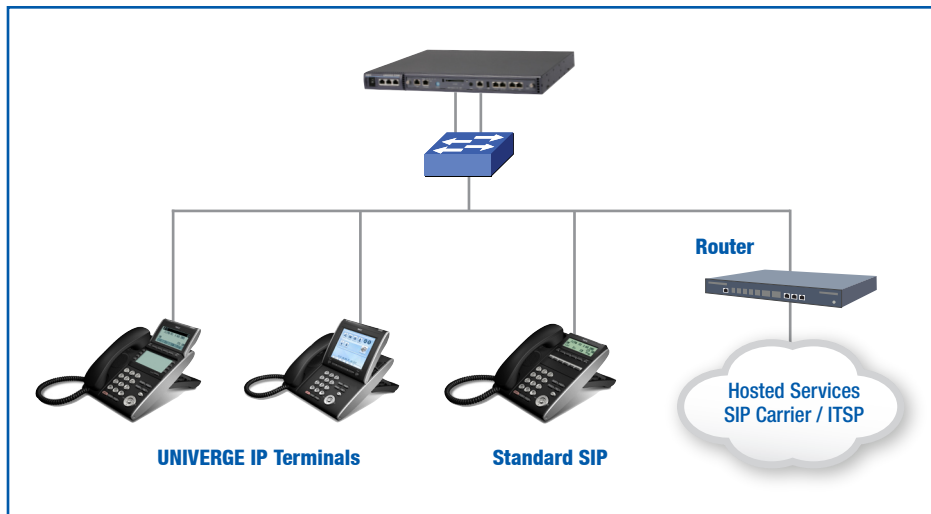 Router
Hosted Services
SIP Carrier / ITSP
UNIVERGE IP Terminals
Standard SIP